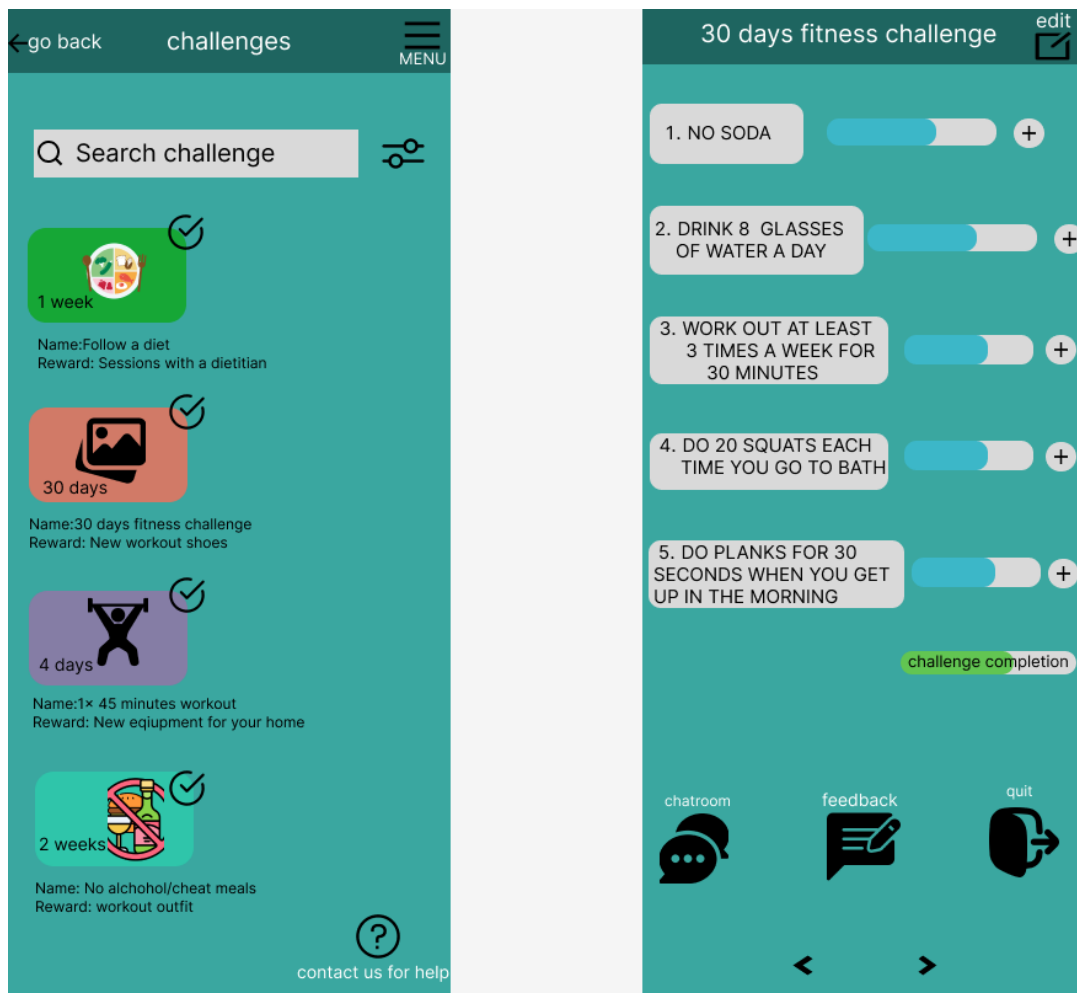 go back
challenges
MENU
Search challenge
1 week
Name:Follow a diet
Reward: Sessions with a dietitian
30 days
Name:30 days fitness challenge
Reward: New workout shoes
4 days
Name:1× 45 minutes workout
Reward: New eqiupment for your home
2 weeks
Name: No alchohol/cheat meals
Reward: workout outfit
?
contact us for help
30 days fitness challenge
edit
1. NO SODA
+
2. DRINK 8 GLASSES
OF WATER A DAY
+
3. WORK OUT AT LEAST
3 TIMES A WEEK FOR
30 MINUTES
+
4. DO 20 SQUATS EACH
TIME YOU GO TO BATH
+
5. DO PLANKS FOR 30
SECONDS WHEN YOU GET
UP IN THE MORNING
+
challenge completion
chatroom
feedback
quit
< >